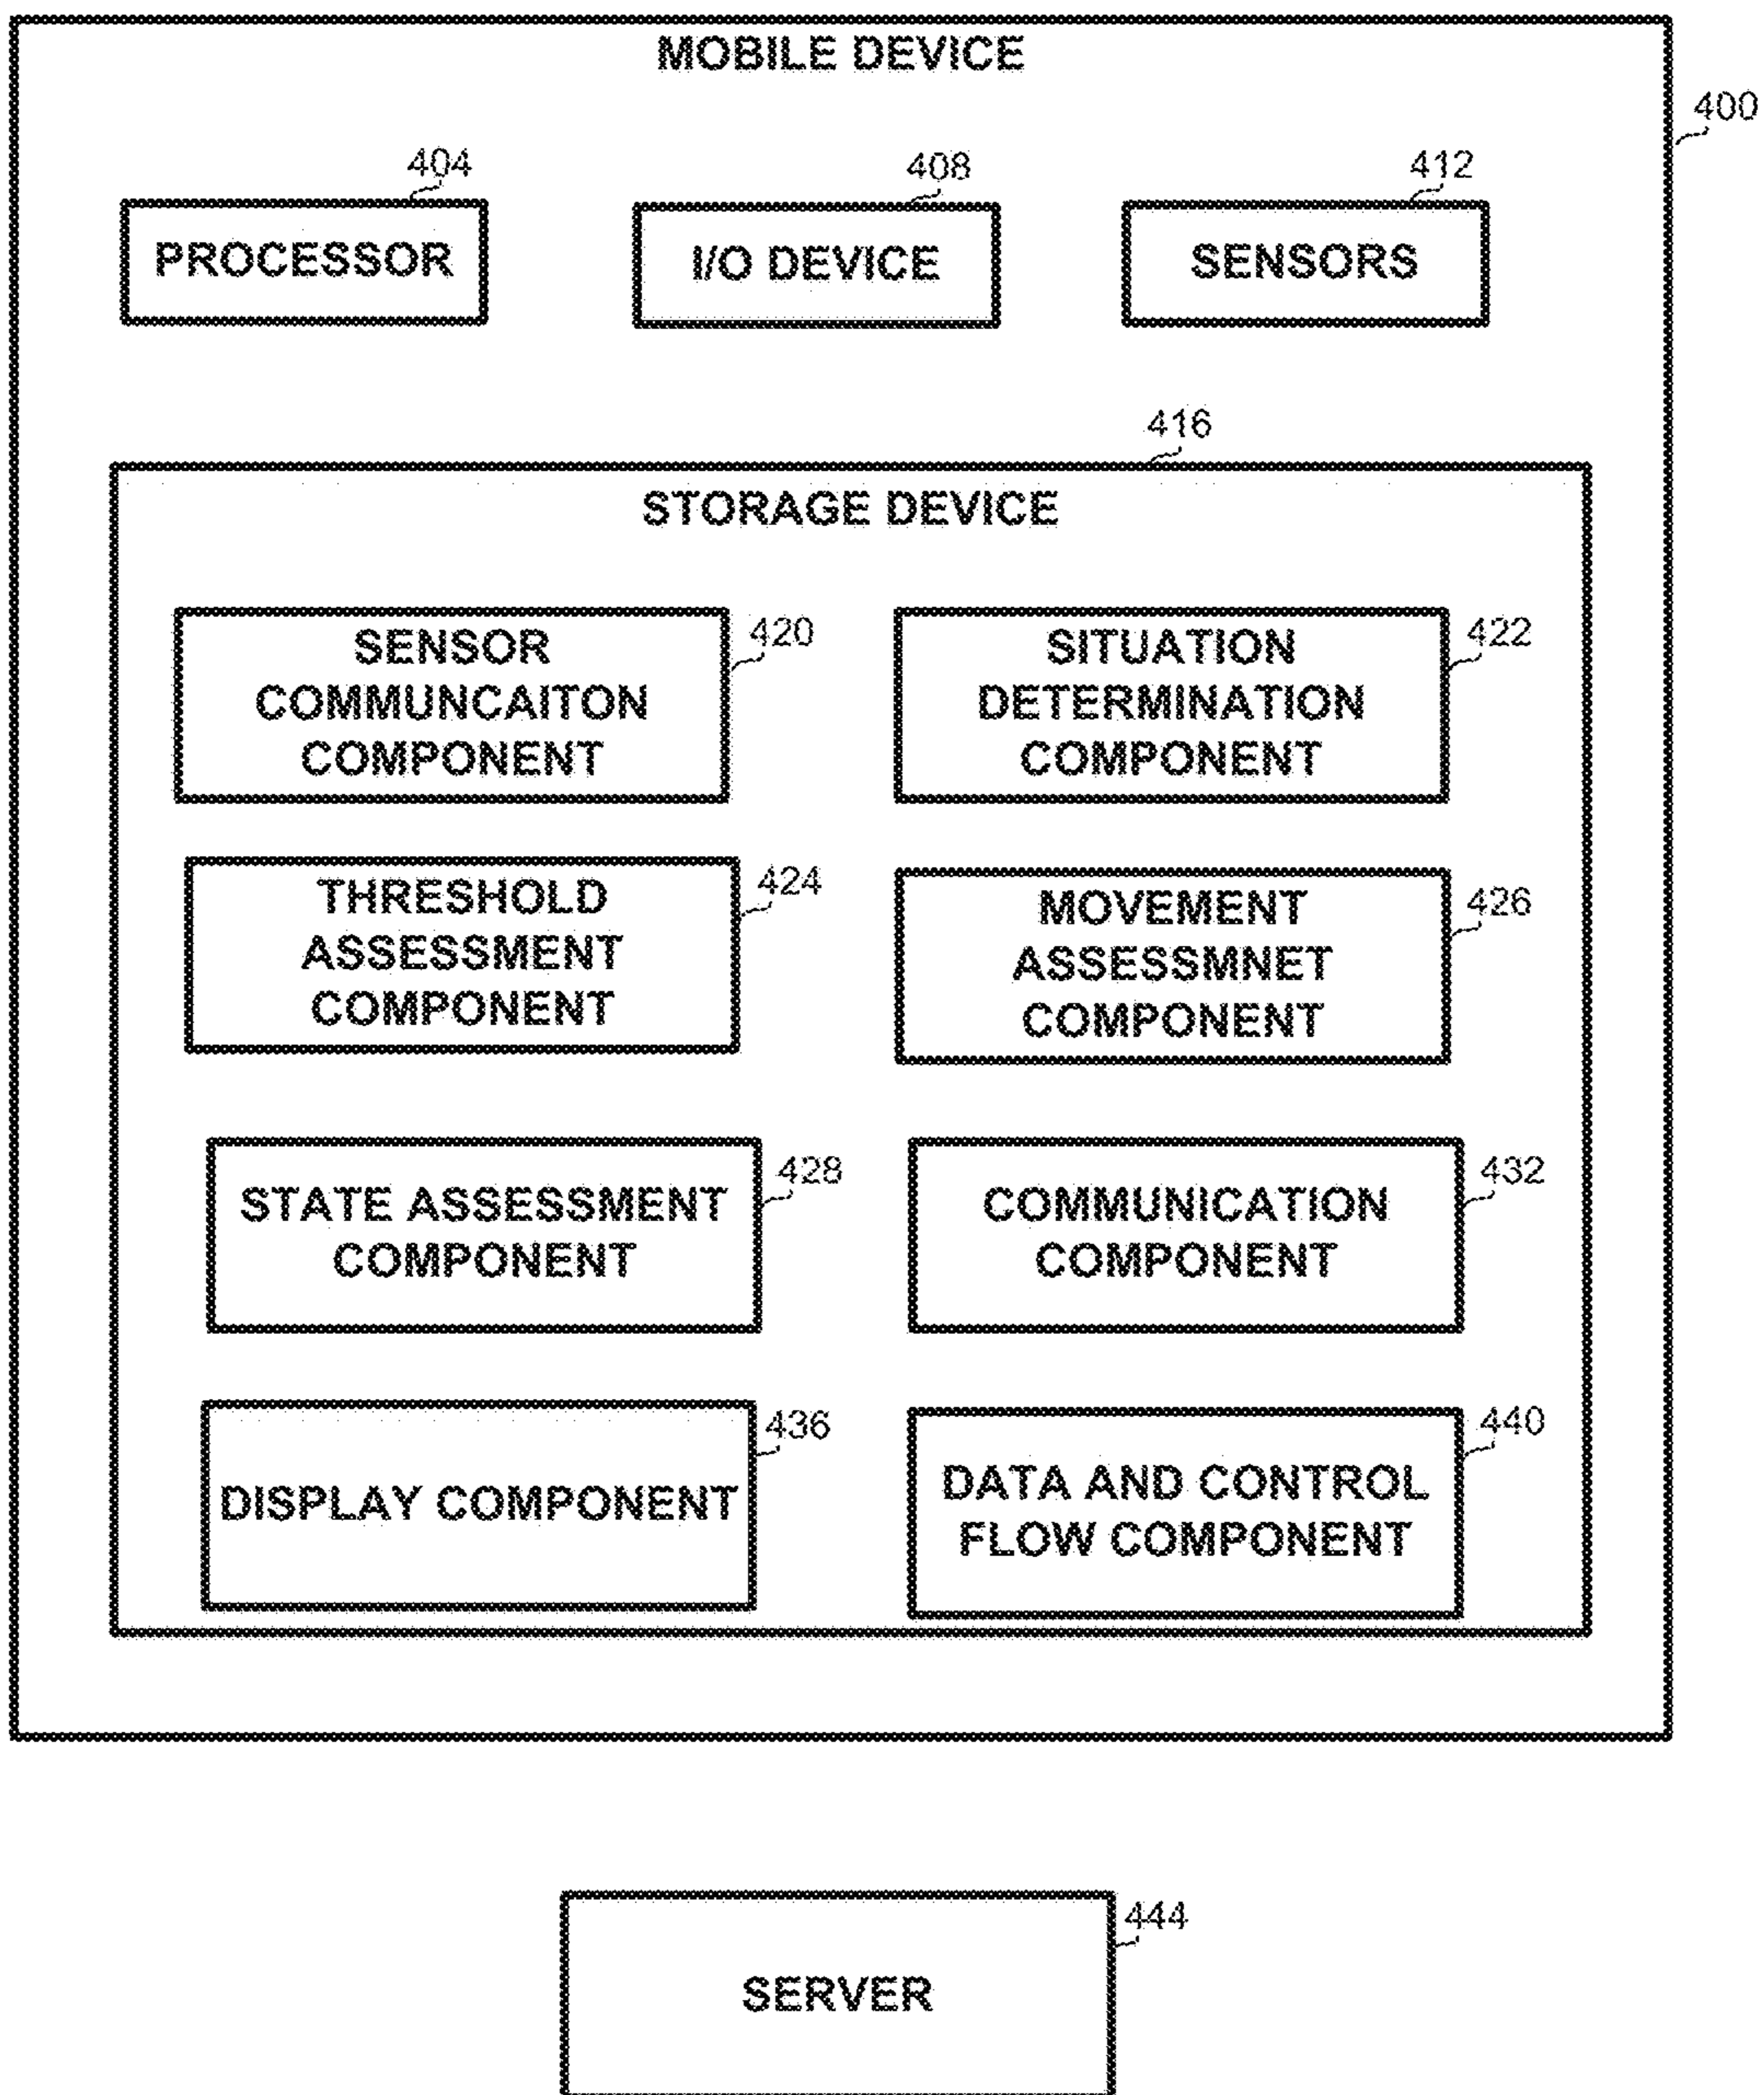 MOBILE DEVICE
400
404
408
412
PROCESSOR
I/O DEVICE
SENSORS
416
STORAGE DEVICE
SENSOR
COMMUNCAITON
COMPONENT
420
SITUATION
DETERMINATION
COMPONENT
422
THRESHOLD
ASSESSMENT
COMPONENT
424
MOVEMENT
ASSESSMNET
COMPONENT
426
STATE ASSESSMENT
COMPONENT
428
COMMUNICATION
COMPONENT
432
DISPLAY COMPONENT
436
DATA AND CONTROL
FLOW COMPONENT
440
SERVER
444